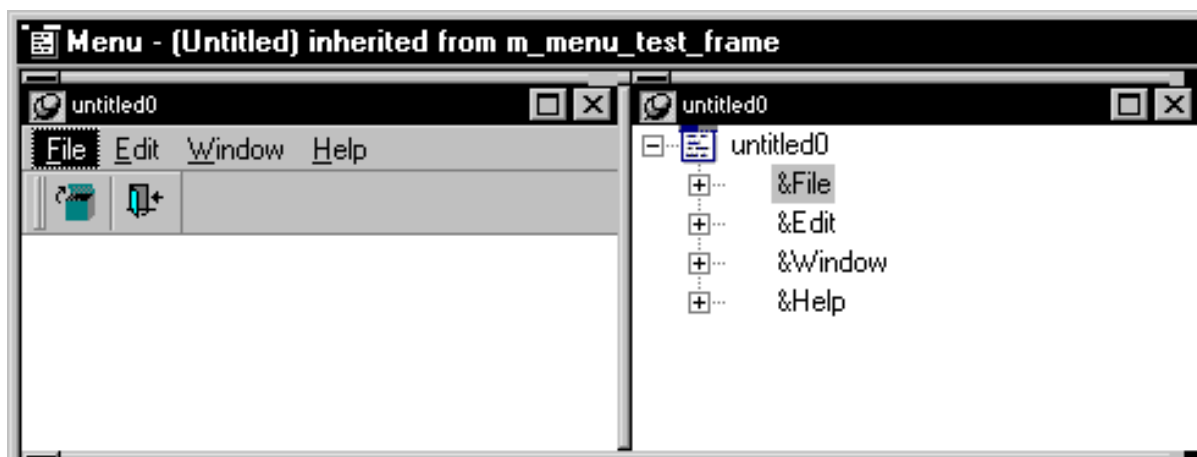 Menu - (Untitled) inherited from m_menu_test_frame
untitled0
File Edit Window Help
untitled0
untitled0
&File
&Edit
&Window
&Help